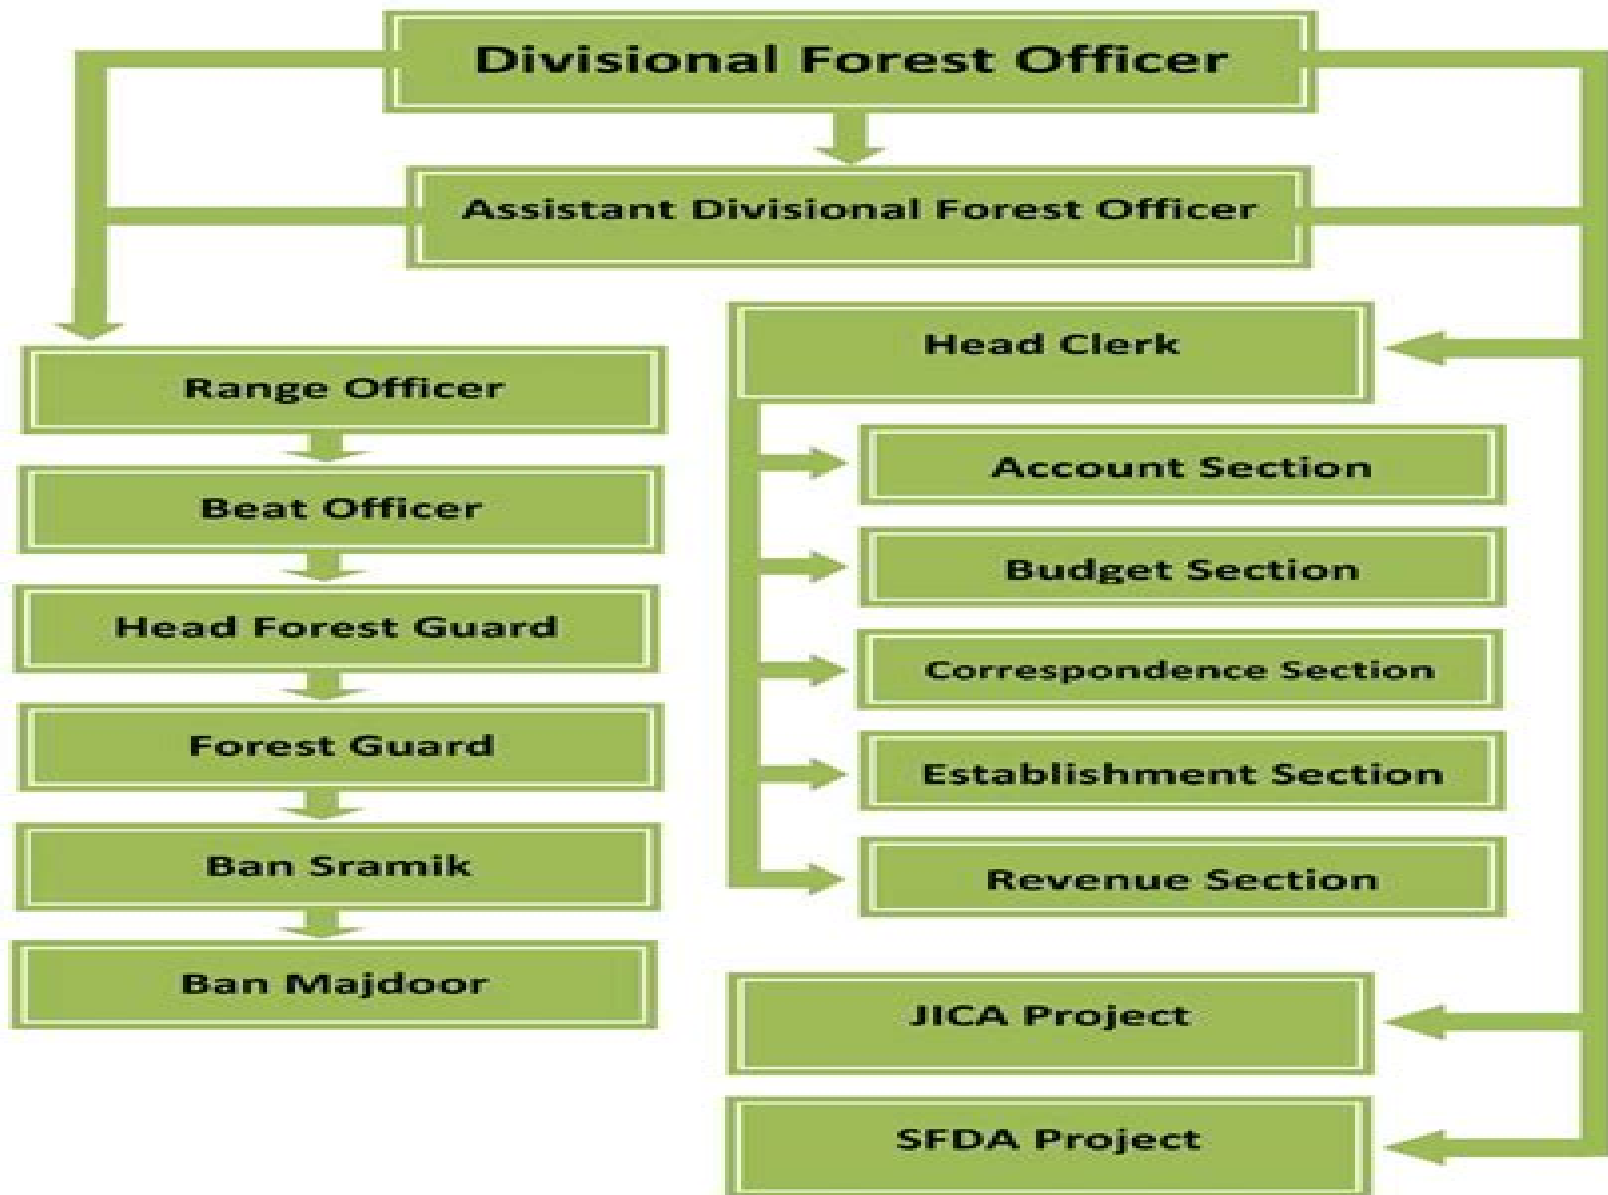 Divisional Forest Officer
Assistant Divisional Forest Officer
Range Officer
Beat Officer
Head Forest Guard
Forest Guard
Ban Sramik
Ban Majdoor
Head Clerk
Account Section
Budget Section
Correspondence Section
Establishment Section
Revenue Section
JICA Project
SFDA Project